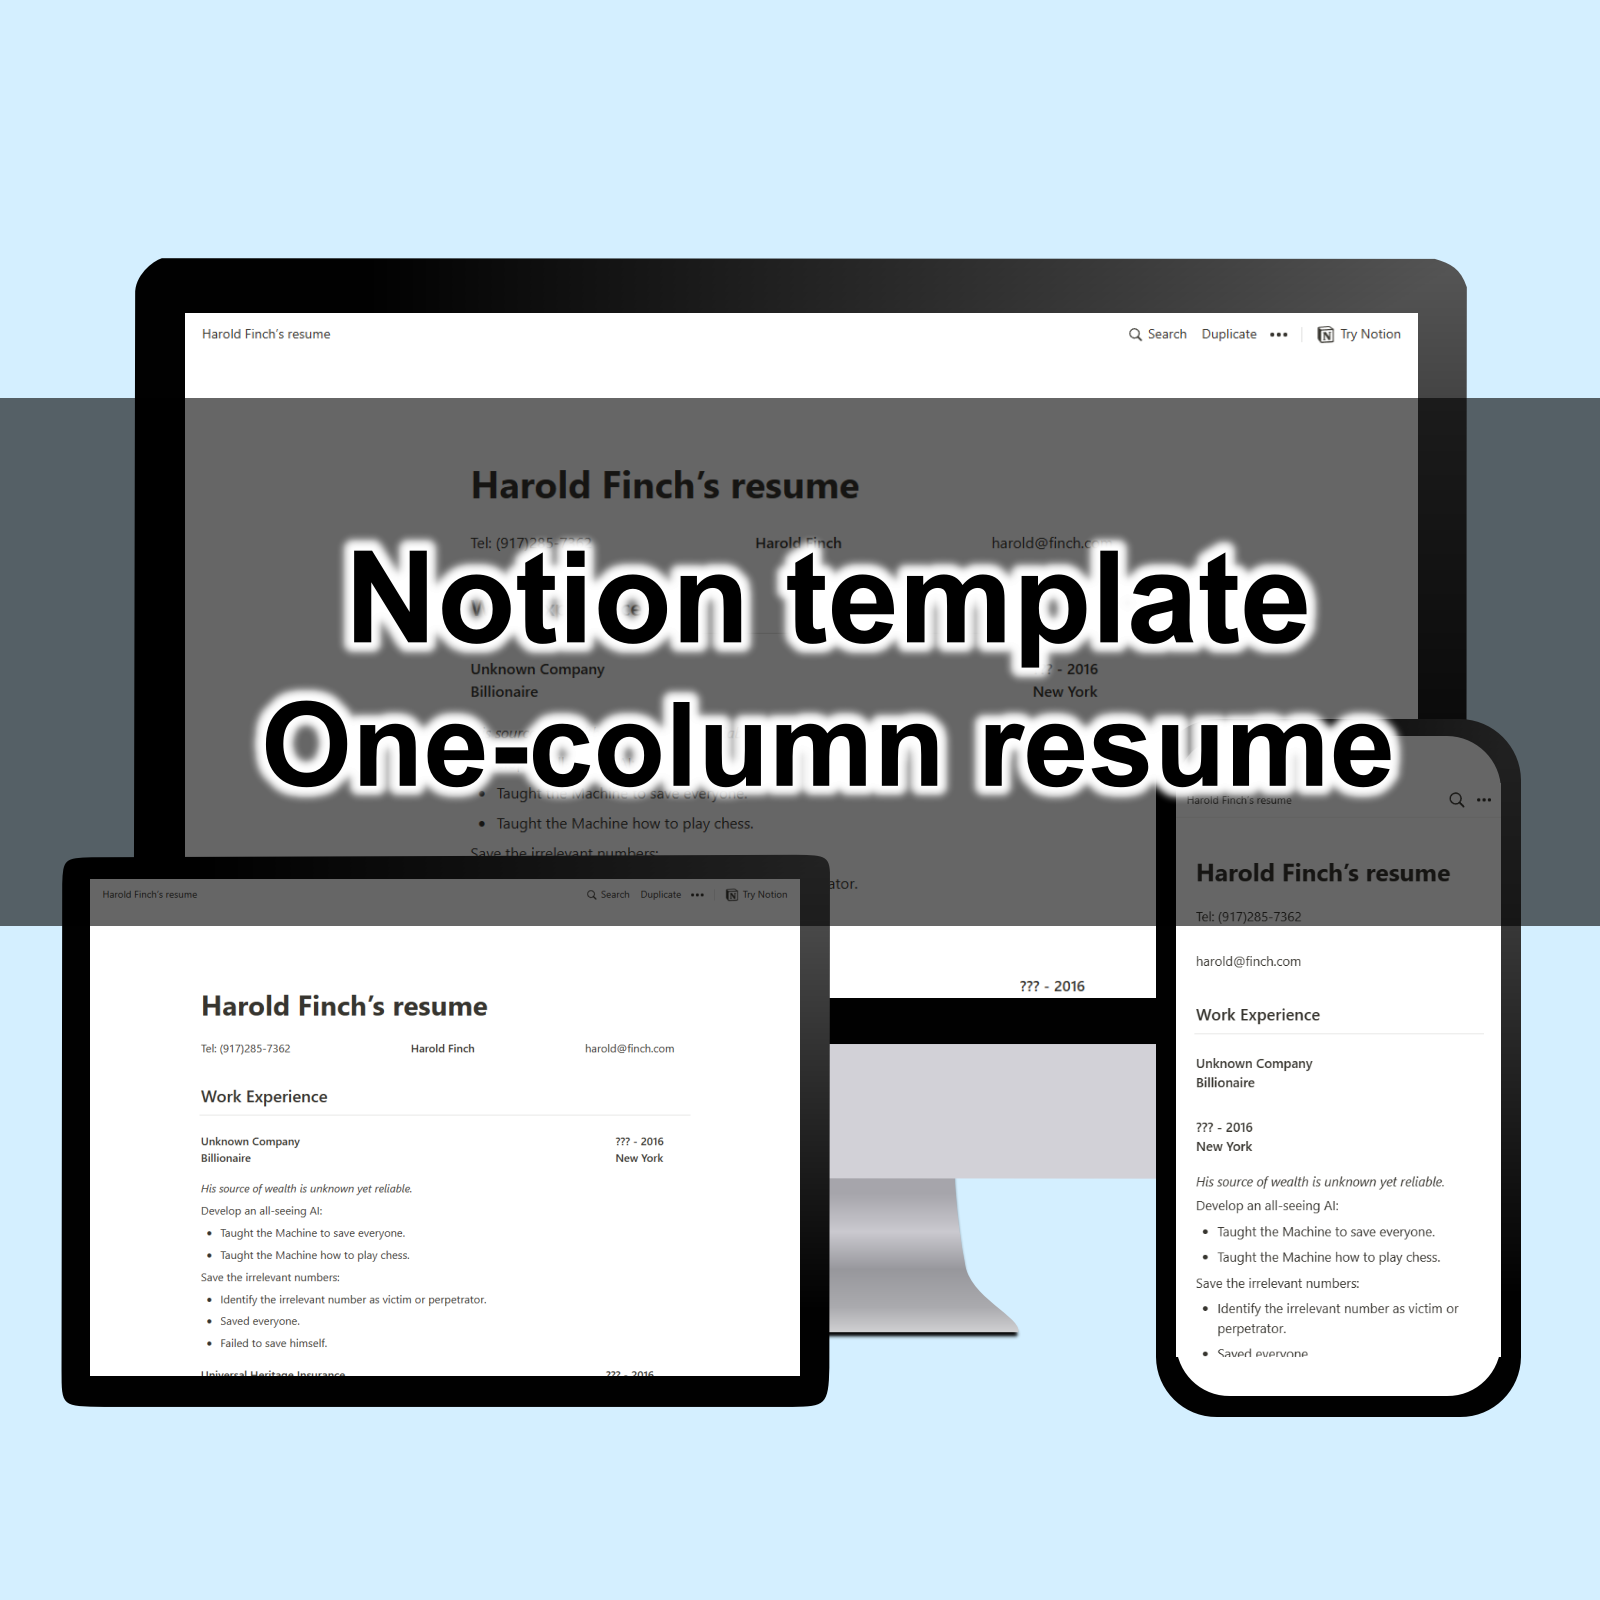 Harold Finch's resume
Search Duplicate ••• Try Notion
Harold Finch's resume
Tel: (917)285-7362 Harold Finch harold@finch.com
Notion template
Unknown Company ? - 2016
Billionaire New York
One-column resume
• Taught the Machine to save everyone.
• Taught the Machine how to play chess.
Save the irrelevant numbers:
ator.
??? - 2016
Harold Finch's resume
Search Duplicate ••• Try Notion
Harold Finch's resume
Tel: (917)285-7362 Harold Finch harold@finch.com
Work Experience
Unknown Company ??? - 2016
Billionaire New York
His source of wealth is unknown yet reliable.
Develop an all-seeing AI:
• Taught the Machine to save everyone.
• Taught the Machine how to play chess.
Save the irrelevant numbers:
• Identify the irrelevant number as victim or perpetrator.
• Saved everyone.
• Failed to save himself.
Universal Heritage Insurance ??? - 2016
Harold Finch's resume
Harold Finch's resume
Tel: (917)285-7362
harold@finch.com
Work Experience
Unknown Company
Billionaire
??? - 2016
New York
His source of wealth is unknown yet reliable.
Develop an all-seeing AI:
• Taught the Machine to save everyone.
• Taught the Machine how to play chess.
Save the irrelevant numbers:
• Identify the irrelevant number as victim or
perpetrator.
• Saved everyone